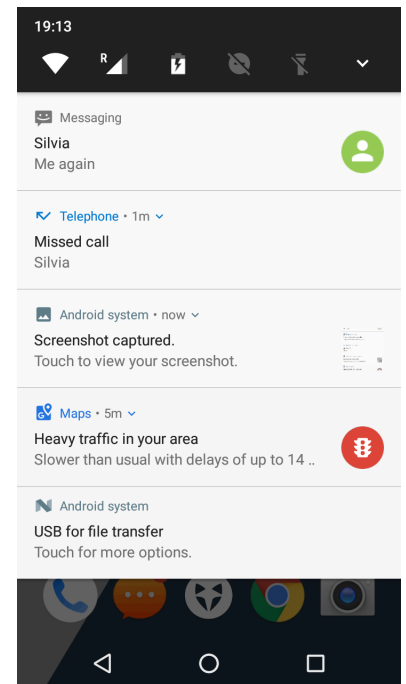 19:13
R
Messaging
Silvia
Me again
Telephone • 1m
Missed call
Silvia
Android system • now
Screenshot captured.
Touch to view your screenshot.
Maps • 5m
Heavy traffic in your area
Slower than usual with delays of up to 14 ..
Android system
USB for file transfer
Touch for more options.